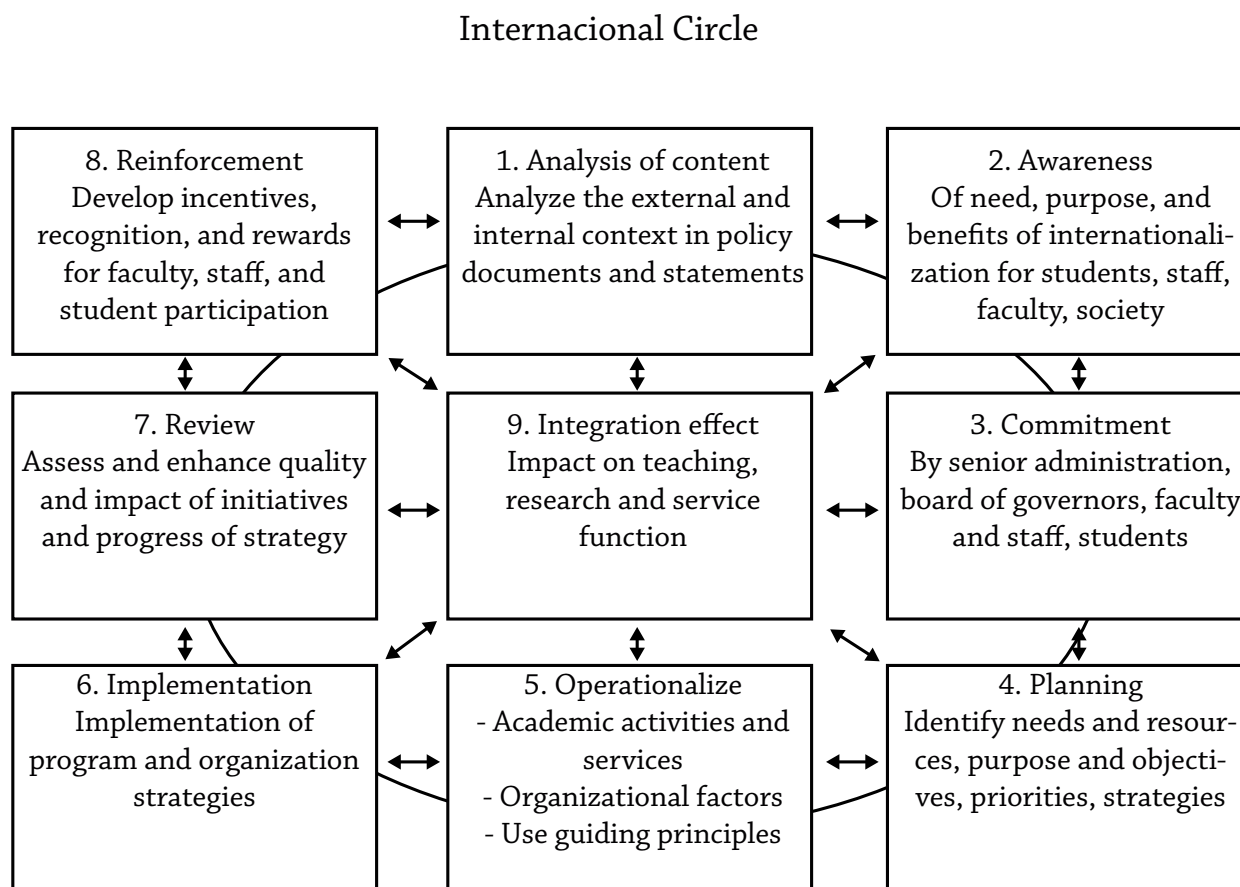 Internacional Circle
8. Reinforcement
Develop incentives,
recognition, and rewards
for faculty, staff, and
student participation
1. Analysis of content
Analyze the external and
internal context in policy
documents and statements
2. Awareness
Of need, purpose, and
benefits of internationali-
zation for students, staff,
faculty, society
7. Review
Assess and enhance quality
and impact of initiatives
and progress of strategy
9. Integration effect
Impact on teaching,
research and service
function
3. Commitment
By senior administration,
board of governors, faculty
and staff, students
6. Implementation
Implementation of
program and organization
strategies
5. Operationalize
- Academic activities and
services
- Organizational factors
- Use guiding principles
4. Planning
Identify needs and resour-
ces, purpose and objecti-
ves, priorities, strategies